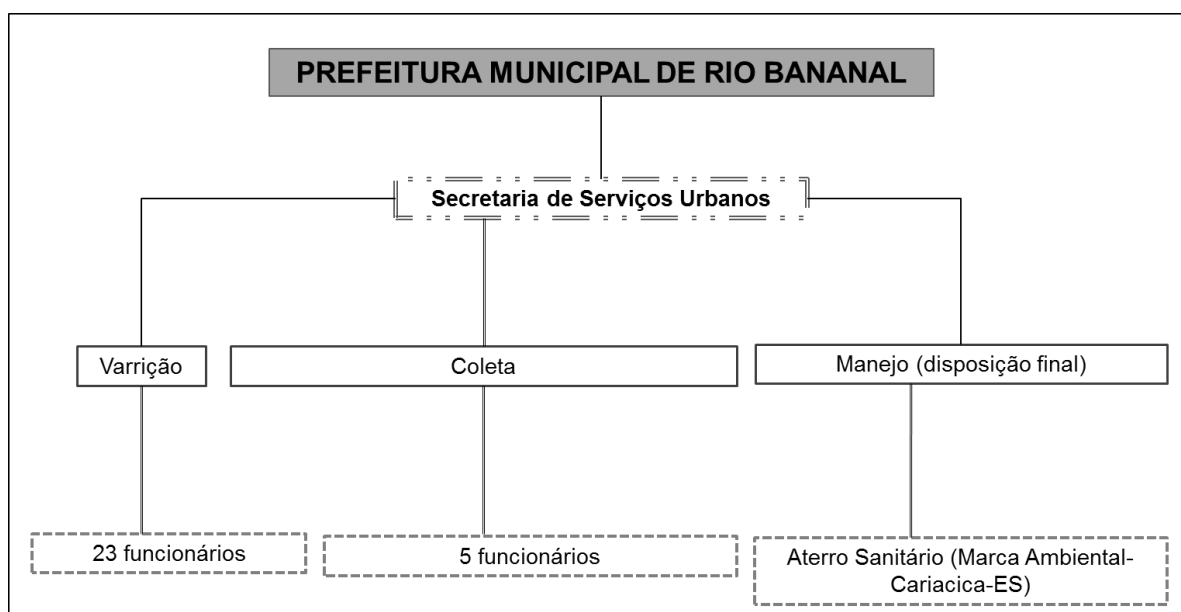 PREFEITURA MUNICIPAL DE RIO BANANAL
Secretaria de Serviços Urbanos
Varrição
Coleta
Manejo (disposição final)
23 funcionários
5 funcionários
Aterro Sanitário (Marca Ambiental-
Cariacica-ES)